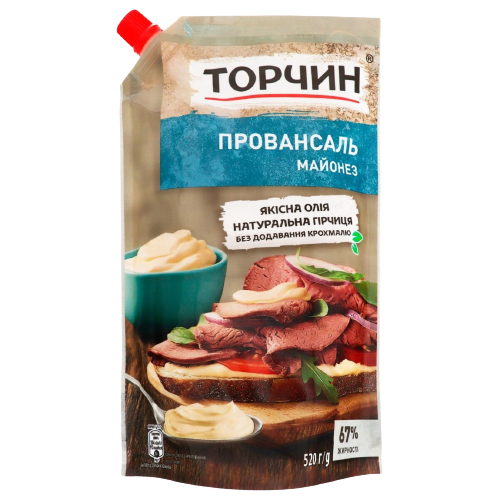 ТОРЧИН®
ПРОВАНСАЛЬ
МАЙОНЕЗ
ЯКІСНА ОЛІЯ
НАТУРАЛЬНА ГІРЧИЦЯ
БЕЗ ДОДАВАННЯ КРОХМАЛЮ
67%
ЖИРНОСТІ
520 г/g